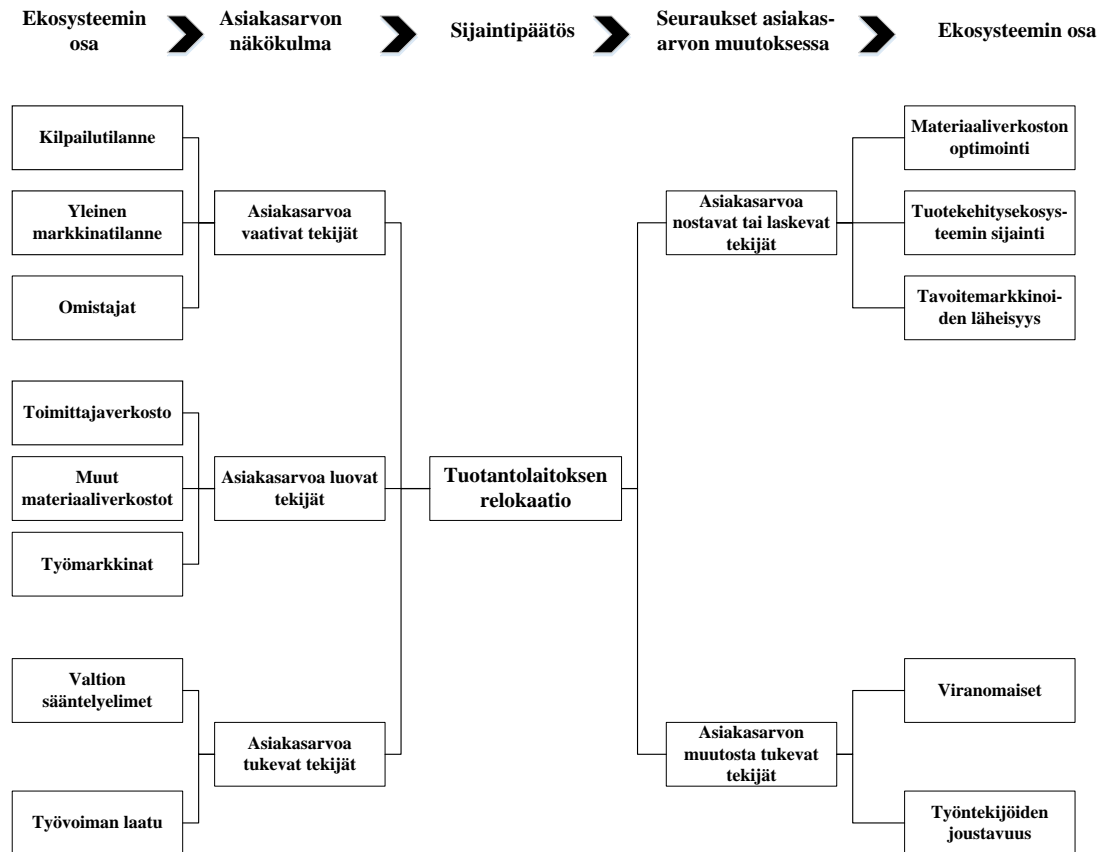 Ekosysteemin
osa
Asiakasarvon
näkökulma
Sijaintipäätös
Seuraukset asiakas-
arvon muutoksessa
Ekosysteemin osa
Kilpailutilanne
Yleinen
markkinatilanne
Omistajat
Asiakasarvoa
vaativat tekijät
Toimittajaverkosto
Muut
materiaaliverkostot
Työmarkkinat
Asiakasarvoa luovat
tekijät
Valtion
sääntelyelimet
Työvoiman laatu
Asiakasarvoa
tukevat tekijät
Tuotantolaitoksen
relokaatio
Asiakasarvoa
nostavat tai laskevat
tekijät
Materiaaliverkoston
optimointi
Tuotekehitysekosys-
teemin sijainti
Tavoitemarkkinoi-
den läheisyys
Asiakasarvon
muutosta tukevat
tekijät
Viranomaiset
Työntekijöiden
joustavuus